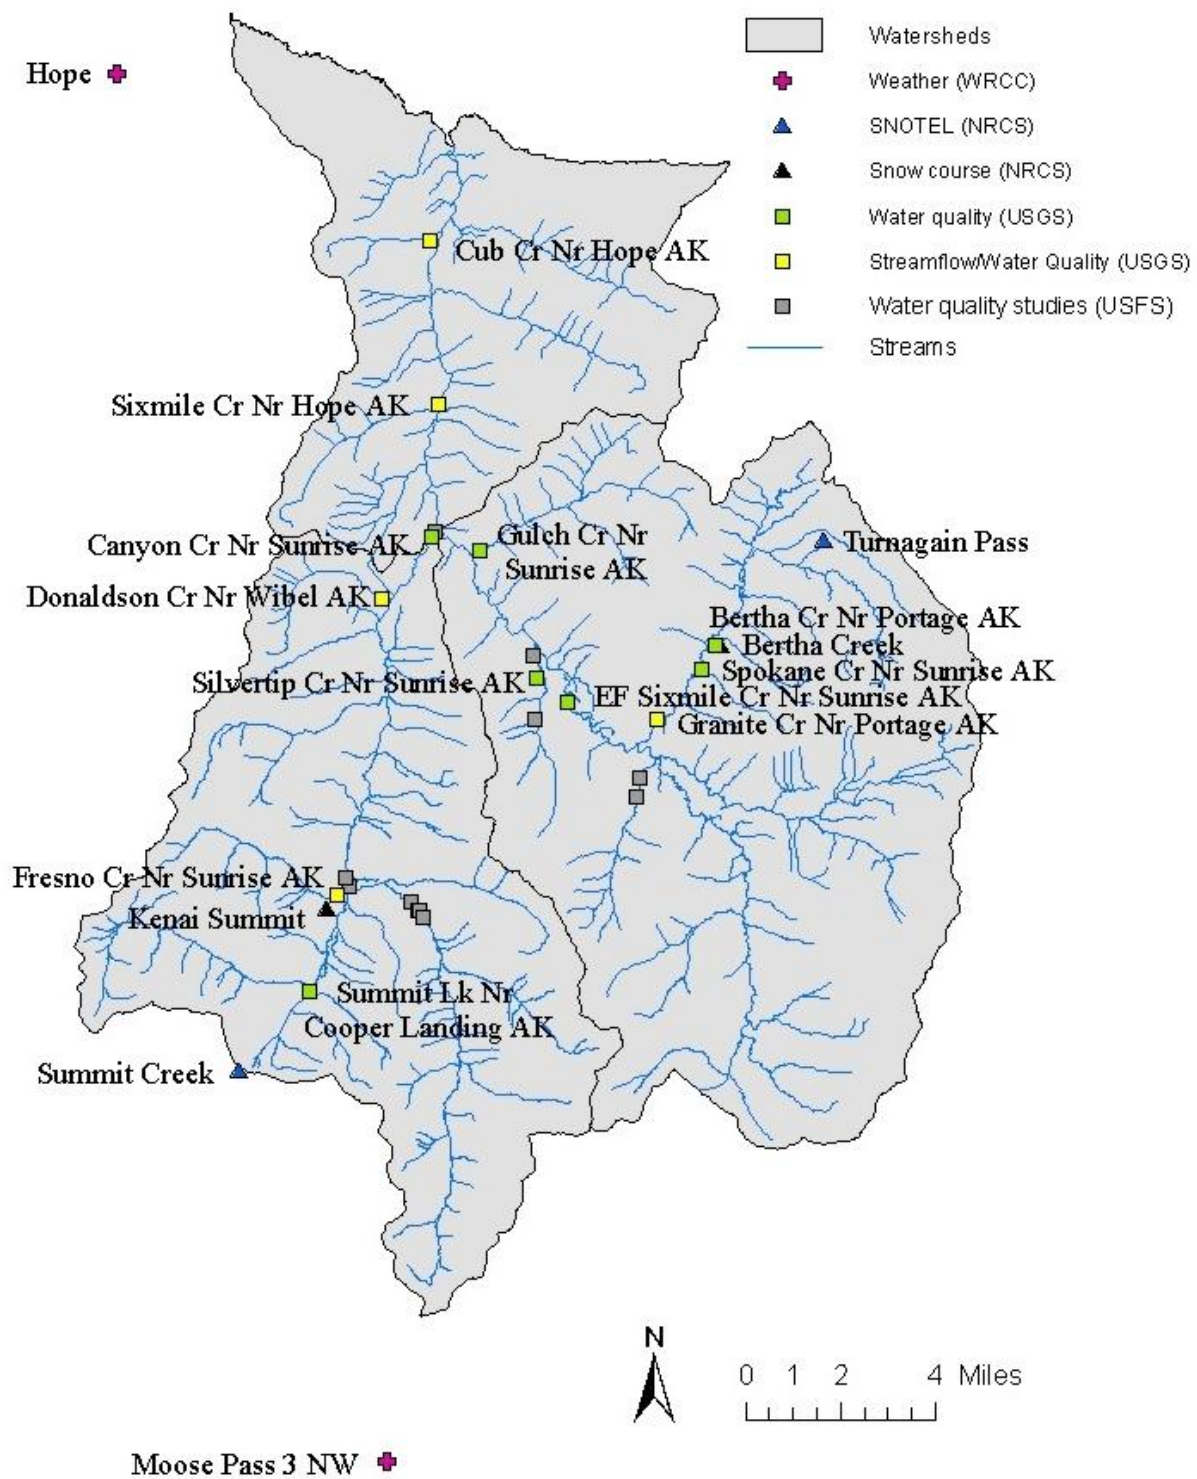 Watersheds
Hope
Weather (WRCC)
SNOTEL (NRCS)
Snow course (NRCS)
Water quality (USGS)
Cub Cr Nr Hope AK
Streamflow/Water Quality (USGS)
Water quality studies (USFS)
Streams
Sixmile Cr Nr Hope AK
Canyon Cr Nr Sunrise AK
Gulch Cr Nr
Sunrise AK
Turnagain Pass
Donaldson Cr Nr Wibel AK
Bertha Cr Nr Portage AK
Bertha Creek
Spokane Cr Nr Sunrise AK
Silvertip Cr Nr Sunrise AK
EF Sixmile Cr Nr Sunrise AK
Granite Cr Nr Portage AK
Fresno Cr Nr Sunrise AK
Kenai Summit
Summit Lk Nr
Cooper Landing AK
Summit Creek
N
0 1 2 4 Miles
Moose Pass 3 NW